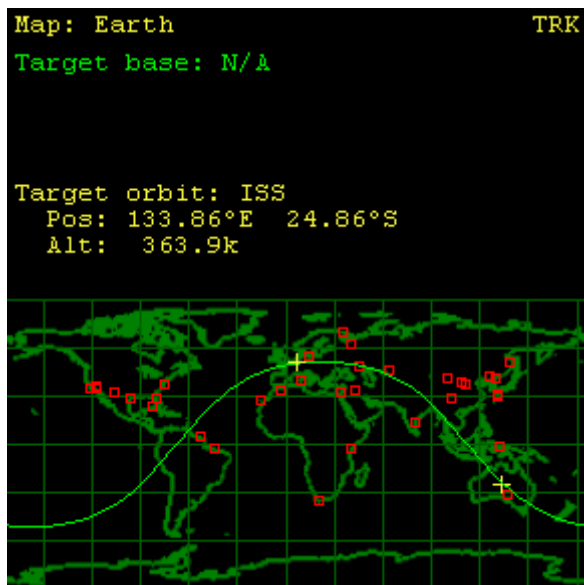 Map: Earth TRK
Target base: N/A
Target orbit: ISS
Pos: 133.86°E 24.86°S
Alt: 363.9k